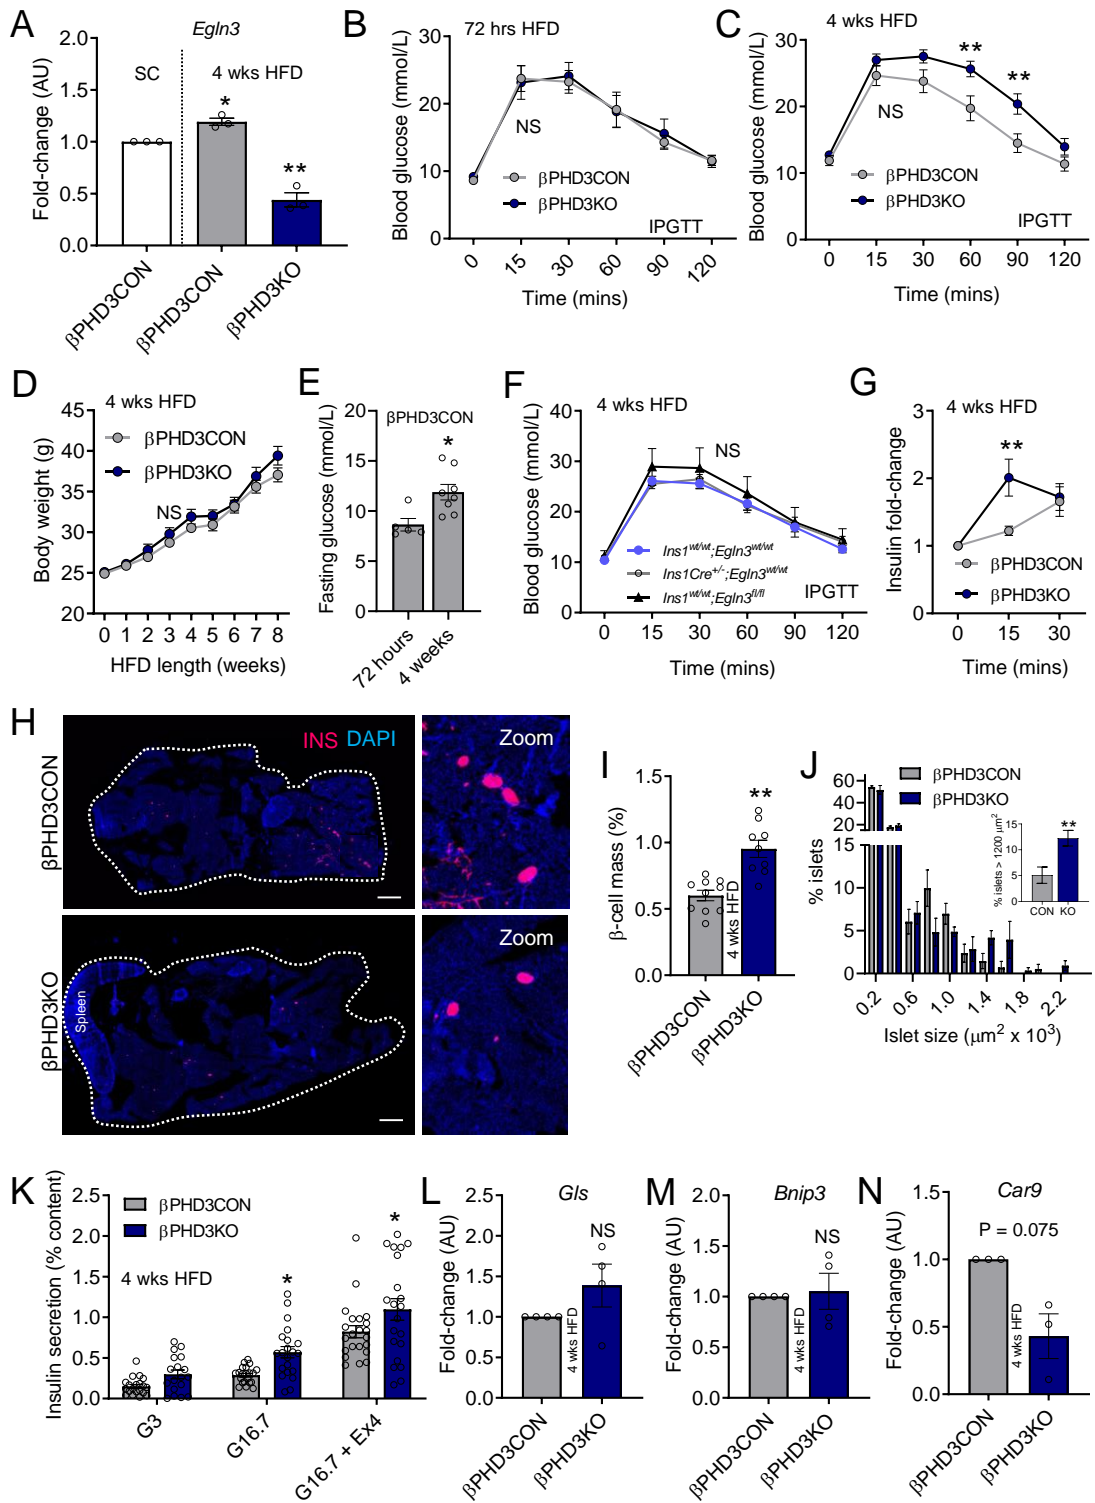 A
Egln3
Fold-change (AU)
2.0
1.5
1.0
0.5
0.0
SC
4 wks HFD
*
**
βPHD3CON
βPHD3CON
βPHD3KO
B
72 hrs HFD
Blood glucose (mmol/L)
30
20
10
0
NS
βPHD3CON
βPHD3KO
IPGTT
0 15 30 60 90 120
Time (mins)
C
4 wks HFD
Blood glucose (mmol/L)
30
20
10
0
** **
NS
βPHD3CON
βPHD3KO
IPGTT
0 15 30 60 90 120
Time (mins)
D
4 wks HFD
Body weight (g)
45
40
35
30
25
20
βPHD3CON
βPHD3KO
NS
0 1 2 3 4 5 6 7 8
HFD length (weeks)
E
βPHD3CON
Fasting glucose (mmol/L)
20
15
10
5
0
*
72 hours
4 weeks
F
4 wks HFD
Blood glucose (mmol/L)
40
30
20
10
0
NS
Ins1wt/wt;Egln3wt/wt
Ins1Cre+/-;Egln3wt/wt
Ins1wt/wt;Egln3fl/fl
IPGTT
0 15 30 60 90 120
Time (mins)
G
4 wks HFD
Insulin fold-change
3
2
1
0
**
βPHD3CON
βPHD3KO
0 15 30
Time (mins)
H
βPHD3CON
INS DAPI
Zoom
βPHD3KO
Spleen
Zoom
I
β-cell mass (%)
1.5
1.0
0.5
0.0
**
4 wks HFD
βPHD3CON
βPHD3KO
J
βPHD3CON
βPHD3KO
% islets
60
40
20
15
10
5
0
% islets > 1200 μm2
15
10
5
0
**
CON KO
0.2 0.6 1.0 1.4 1.8 2.2
Islet size (μm2 x 103)
K
Insulin secretion (% content)
2.5
2.0
1.5
1.0
0.5
0.0
βPHD3CON
βPHD3KO
4 wks HFD
*
*
G3
G16.7
G16.7 + Ex4
L
Gls
Fold-change (AU)
2.5
2.0
1.5
1.0
0.5
0.0
NS
4 wks HFD
βPHD3CON
βPHD3KO
M
Bnip3
Fold-change (AU)
2.0
1.5
1.0
0.5
0.0
NS
4 wks HFD
βPHD3CON
βPHD3KO
N
Car9
Fold-change (AU)
1.5
1.0
0.5
0.0
P = 0.075
4 wks HFD
βPHD3CON
βPHD3KO